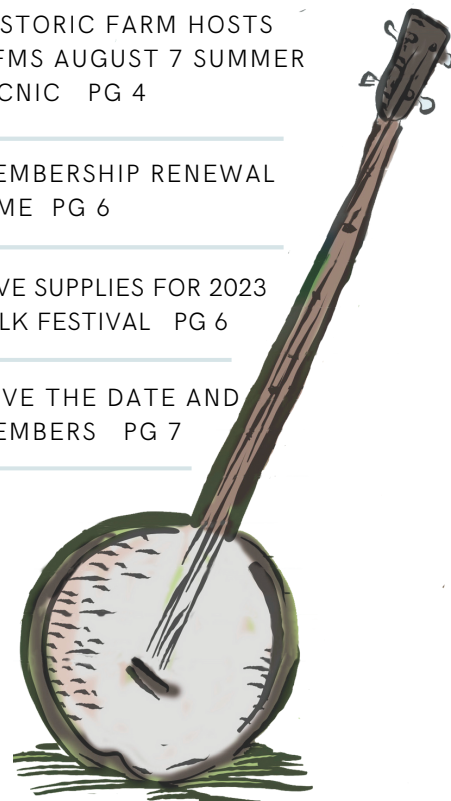 STORIC FARM HOSTS
FMS AUGUST 7 SUMMER
CNIC PG 4
EMBERSHIP RENEWAL
ME PG 6
VE SUPPLIES FOR 2023
LK FESTIVAL PG 6
VE THE DATE AND
EMBERS PG 7